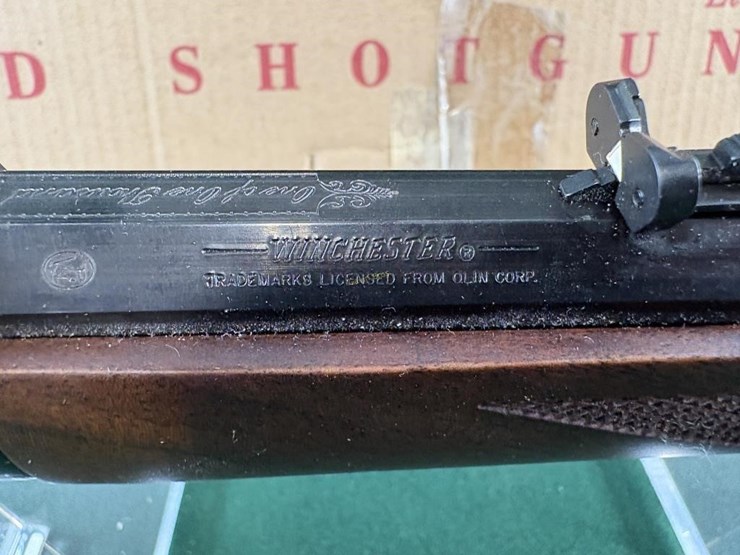 D SHOTGUN
One of One Thousand
WINCHESTER ®
TRADEMARKS LICENSED FROM OLIN CORP.